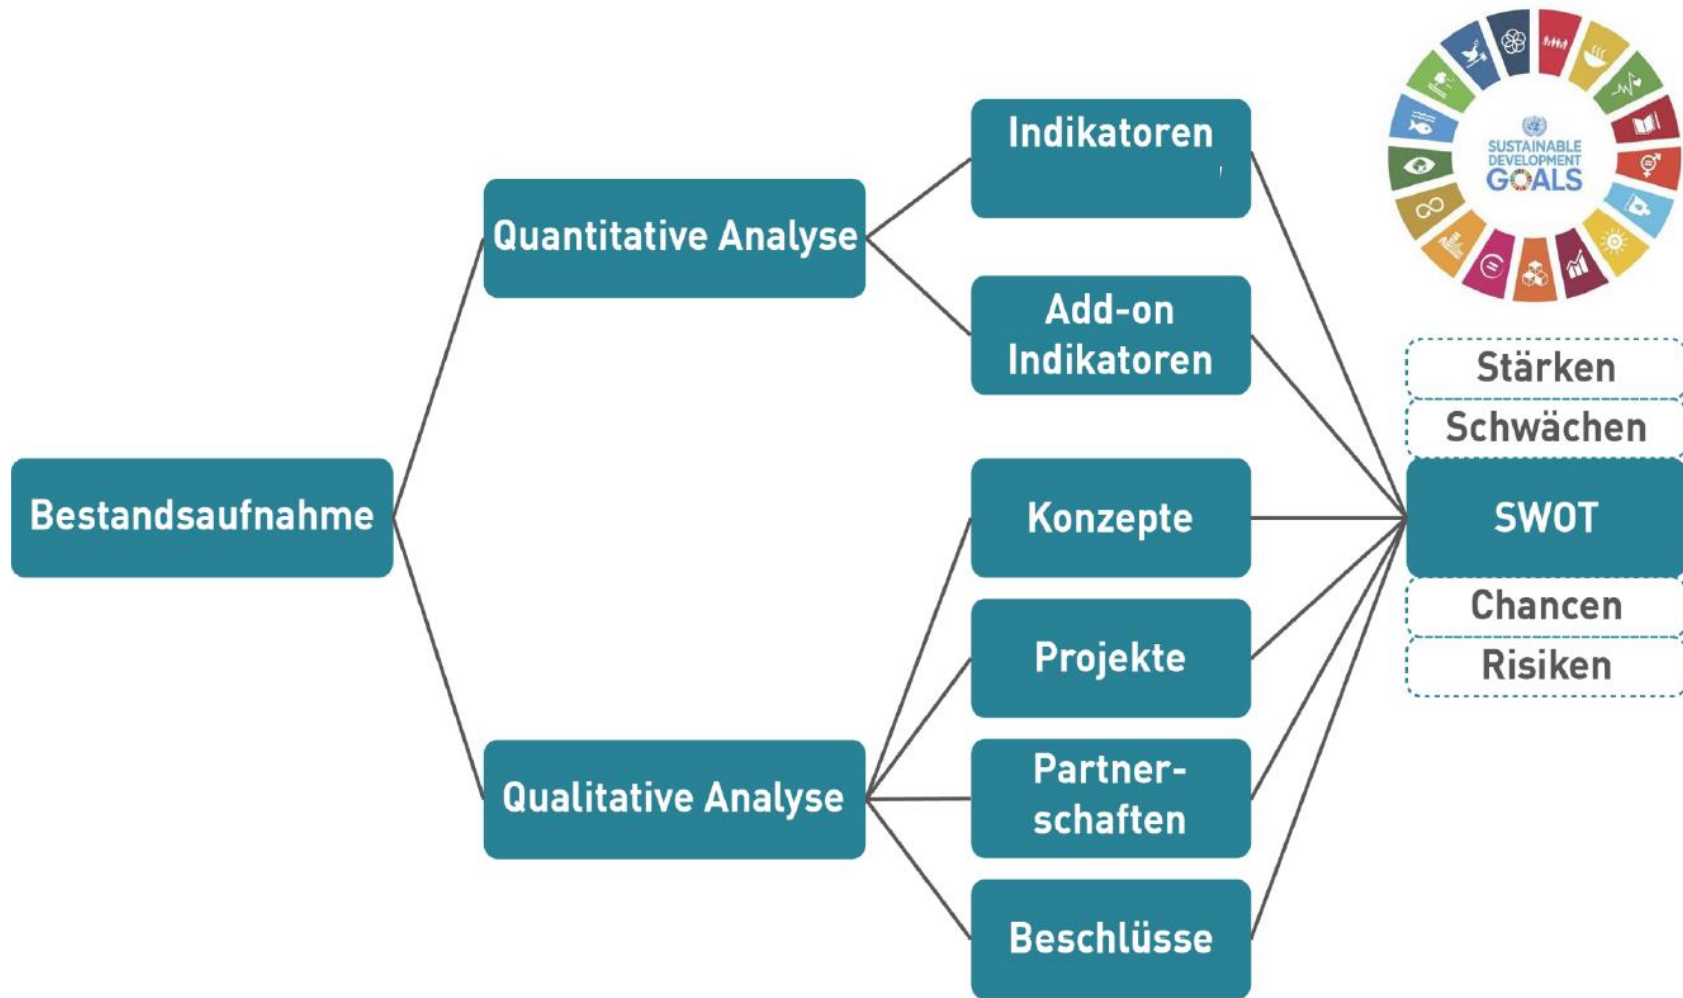 Bestandsaufnahme
Quantitative Analyse
Qualitative Analyse
Indikatoren
Add-on
Indikatoren
Konzepte
Projekte
Partner-
schaften
Beschlüsse
SUSTAINABLE
DEVELOPMENT
GOALS
Stärken
Schwächen
SWOT
Chancen
Risiken